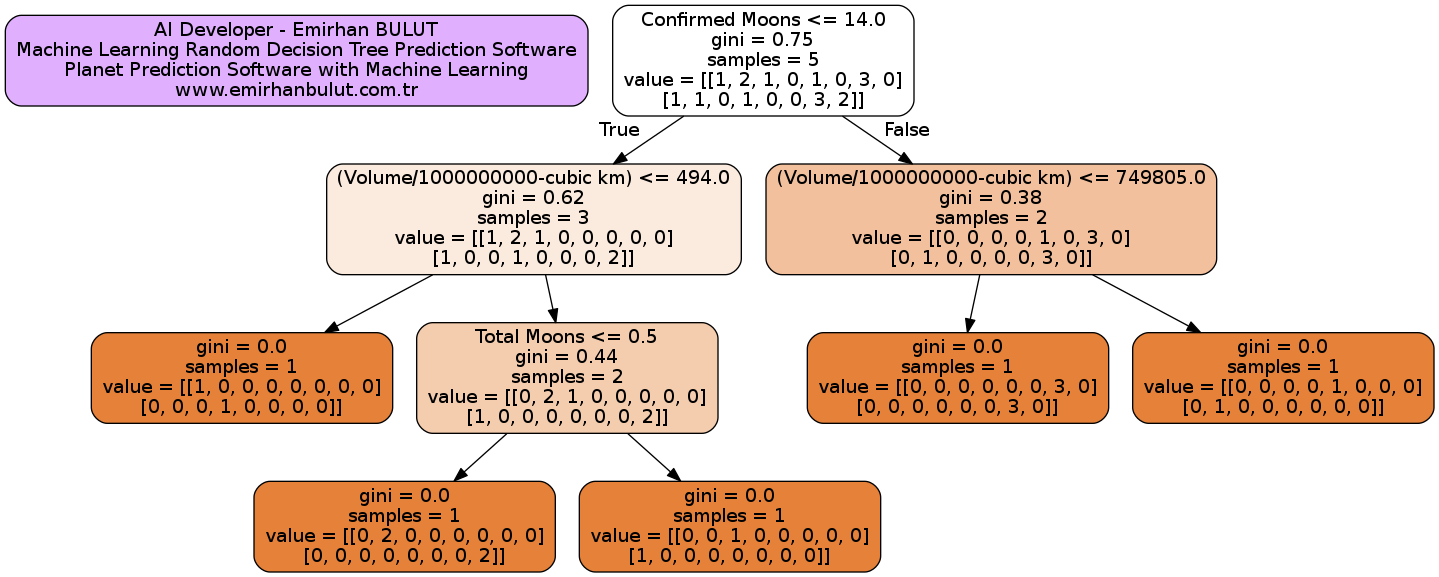 AI Developer - Emirhan BULUT
Machine Learning Random Decision Tree Prediction Software
Planet Prediction Software with Machine Learning
www.emirhanbulut.com.tr
Confirmed Moons <= 14.0
gini = 0.75
samples = 5
value = [[1, 2, 1, 0, 1, 0, 3, 0]
[1, 1, 0, 1, 0, 0, 3, 2]]
True
False
(Volume/1000000000-cubic km) <= 494.0
gini = 0.62
samples = 3
value = [[1, 2, 1, 0, 0, 0, 0, 0]
[1, 0, 0, 1, 0, 0, 0, 2]]
(Volume/1000000000-cubic km) <= 749805.0
gini = 0.38
samples = 2
value = [[0, 0, 0, 0, 1, 0, 3, 0]
[0, 1, 0, 0, 0, 0, 3, 0]]
gini = 0.0
samples = 1
value = [[1, 0, 0, 0, 0, 0, 0, 0]
[0, 0, 0, 1, 0, 0, 0, 0]]
Total Moons <= 0.5
gini = 0.44
samples = 2
value = [[0, 2, 1, 0, 0, 0, 0, 0]
[1, 0, 0, 0, 0, 0, 0, 2]]
gini = 0.0
samples = 1
value = [[0, 0, 0, 0, 0, 0, 3, 0]
[0, 0, 0, 0, 0, 0, 3, 0]]
gini = 0.0
samples = 1
value = [[0, 0, 0, 0, 1, 0, 0, 0]
[0, 1, 0, 0, 0, 0, 0, 0]]
gini = 0.0
samples = 1
value = [[0, 2, 0, 0, 0, 0, 0, 0]
[0, 0, 0, 0, 0, 0, 0, 2]]
gini = 0.0
samples = 1
value = [[0, 0, 1, 0, 0, 0, 0, 0]
[1, 0, 0, 0, 0, 0, 0, 0]]